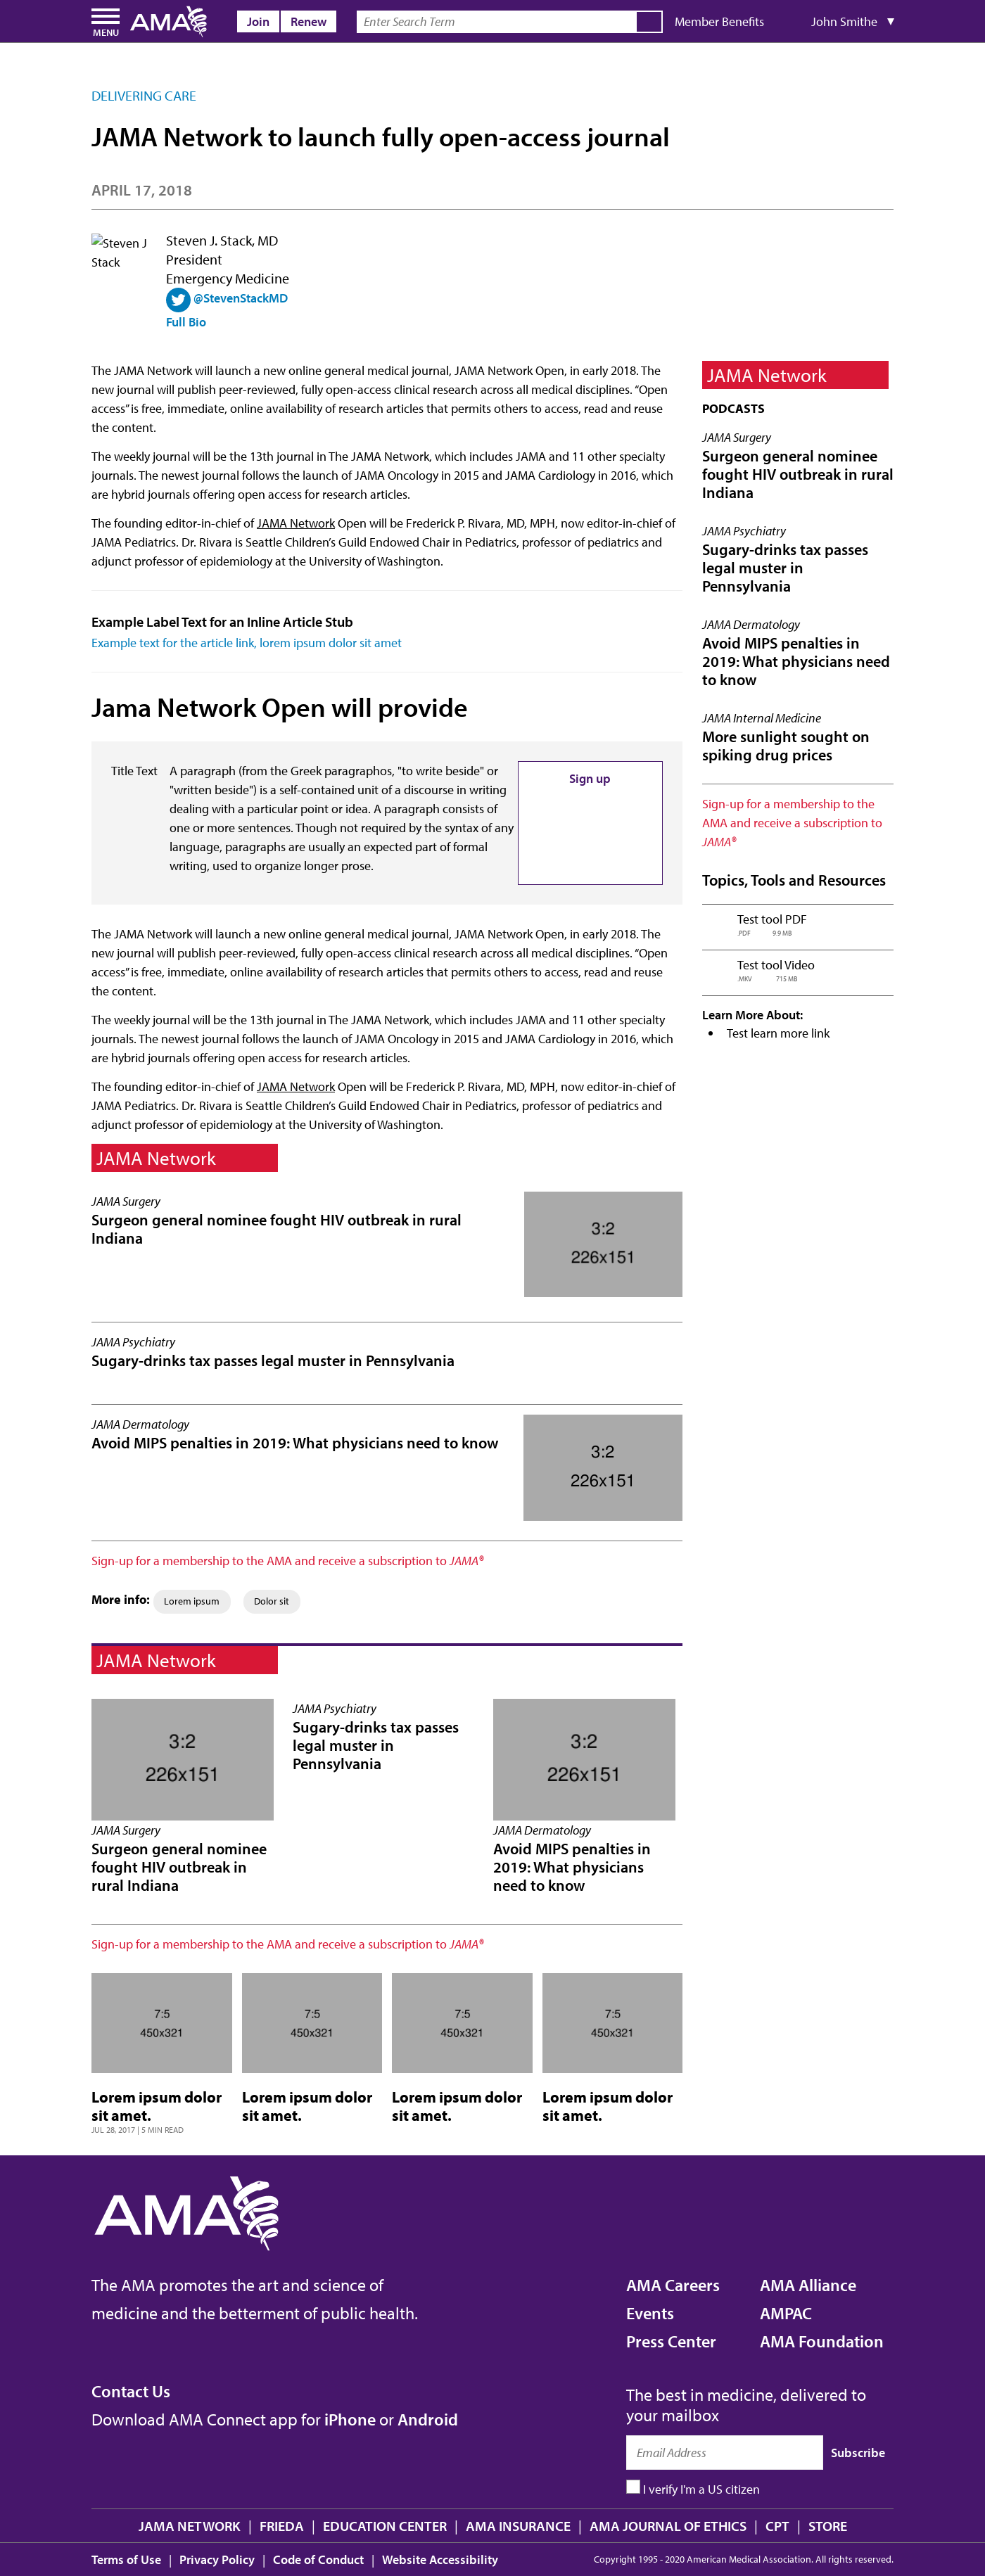 MENU
AMA
Join
Renew
Enter Search Term
Member Benefits
John Smithe ▼
DELIVERING CARE
JAMA Network to launch fully open-access journal
APRIL 17, 2018
Steven J
Stack
Steven J. Stack, MD
President
Emergency Medicine
@StevenStackMD
Full Bio
The JAMA Network will launch a new online general medical journal, JAMA Network Open, in early 2018. The
new journal will publish peer-reviewed, fully open-access clinical research across all medical disciplines. “Open
access” is free, immediate, online availability of research articles that permits others to access, read and reuse
the content.
The weekly journal will be the 13th journal in The JAMA Network, which includes JAMA and 11 other specialty
journals. The newest journal follows the launch of JAMA Oncology in 2015 and JAMA Cardiology in 2016, which
are hybrid journals offering open access for research articles.
The founding editor-in-chief of JAMA Network Open will be Frederick P. Rivara, MD, MPH, now editor-in-chief of
JAMA Pediatrics. Dr. Rivara is Seattle Children’s Guild Endowed Chair in Pediatrics, professor of pediatrics and
adjunct professor of epidemiology at the University of Washington.
Example Label Text for an Inline Article Stub
Example text for the article link, lorem ipsum dolor sit amet
Jama Network Open will provide
Title Text
A paragraph (from the Greek paragraphos, "to write beside" or
"written beside") is a self-contained unit of a discourse in writing
dealing with a particular point or idea. A paragraph consists of
one or more sentences. Though not required by the syntax of any
language, paragraphs are usually an expected part of formal
writing, used to organize longer prose.
Sign up
The JAMA Network will launch a new online general medical journal, JAMA Network Open, in early 2018. The
new journal will publish peer-reviewed, fully open-access clinical research across all medical disciplines. “Open
access” is free, immediate, online availability of research articles that permits others to access, read and reuse
the content.
The weekly journal will be the 13th journal in The JAMA Network, which includes JAMA and 11 other specialty
journals. The newest journal follows the launch of JAMA Oncology in 2015 and JAMA Cardiology in 2016, which
are hybrid journals offering open access for research articles.
The founding editor-in-chief of JAMA Network Open will be Frederick P. Rivara, MD, MPH, now editor-in-chief of
JAMA Pediatrics. Dr. Rivara is Seattle Children’s Guild Endowed Chair in Pediatrics, professor of pediatrics and
adjunct professor of epidemiology at the University of Washington.
JAMA Network
JAMA Surgery
Surgeon general nominee fought HIV outbreak in rural
Indiana
3:2
226x151
JAMA Psychiatry
Sugary-drinks tax passes legal muster in Pennsylvania
JAMA Dermatology
Avoid MIPS penalties in 2019: What physicians need to know
3:2
226x151
Sign-up for a membership to the AMA and receive a subscription to JAMA®
More info:
Lorem ipsum
Dolor sit
JAMA Network
3:2
226x151
JAMA Surgery
Surgeon general nominee
fought HIV outbreak in
rural Indiana
JAMA Psychiatry
Sugary-drinks tax passes
legal muster in
Pennsylvania
3:2
226x151
JAMA Dermatology
Avoid MIPS penalties in
2019: What physicians
need to know
Sign-up for a membership to the AMA and receive a subscription to JAMA®
7:5
450x321
Lorem ipsum dolor
sit amet.
JUL 28, 2017 | 5 MIN READ
7:5
450x321
Lorem ipsum dolor
sit amet.
7:5
450x321
Lorem ipsum dolor
sit amet.
7:5
450x321
Lorem ipsum dolor
sit amet.
JAMA Network
PODCASTS
JAMA Surgery
Surgeon general nominee
fought HIV outbreak in rural
Indiana
JAMA Psychiatry
Sugary-drinks tax passes
legal muster in
Pennsylvania
JAMA Dermatology
Avoid MIPS penalties in
2019: What physicians need
to know
JAMA Internal Medicine
More sunlight sought on
spiking drug prices
Sign-up for a membership to the
AMA and receive a subscription to
JAMA®
Topics, Tools and Resources
Test tool PDF
.PDF 9.9 MB
Test tool Video
.MKV 715 MB
Learn More About:
• Test learn more link
AMA
The AMA promotes the art and science of
medicine and the betterment of public health.
AMA Careers
Events
Press Center
AMA Alliance
AMPAC
AMA Foundation
Contact Us
Download AMA Connect app for iPhone or Android
The best in medicine, delivered to
your mailbox
Email Address
Subscribe
I verify I'm a US citizen
JAMA NETWORK | FRIEDA | EDUCATION CENTER | AMA INSURANCE | AMA JOURNAL OF ETHICS | CPT | STORE
Terms of Use | Privacy Policy | Code of Conduct | Website Accessibility
Copyright 1995 - 2020 American Medical Association. All rights reserved.